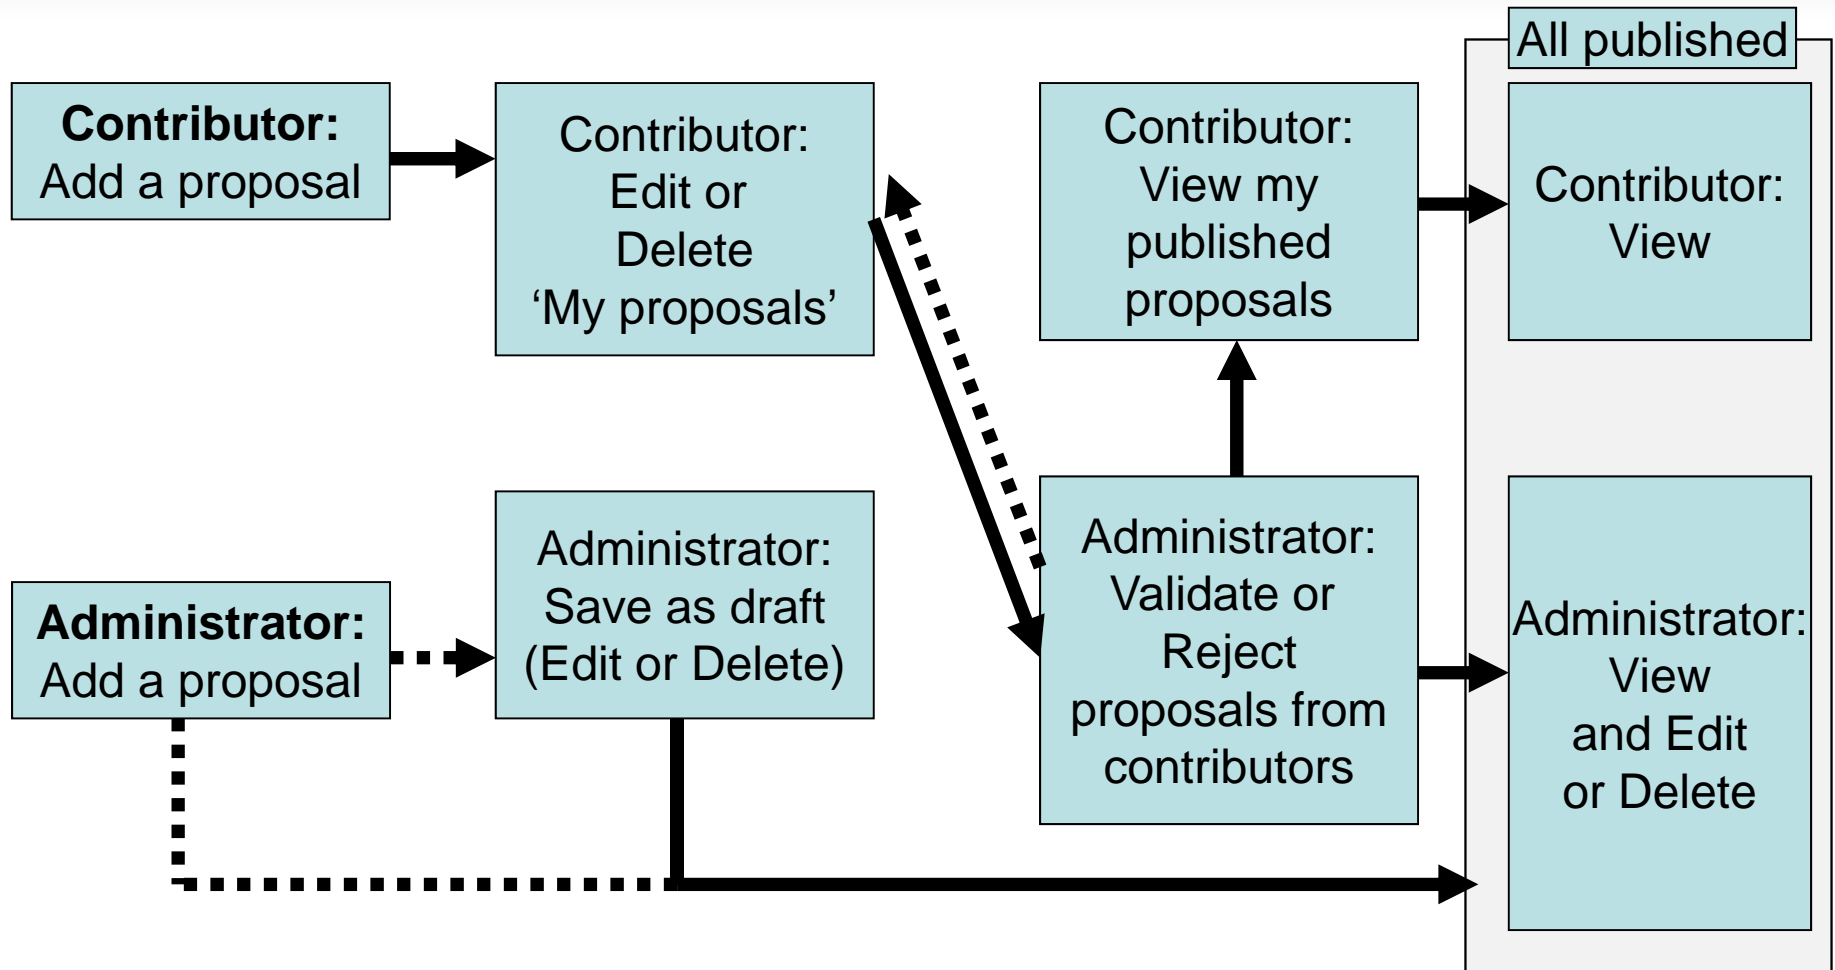 All published
Contributor:
Add a proposal
Contributor:
Edit or
Delete
‘My proposals’
Contributor:
View my
published
proposals
Contributor:
View
Administrator:
Add a proposal
Administrator:
Save as draft
(Edit or Delete)
Administrator:
Validate or
Reject
proposals from
contributors
Administrator:
View
and Edit
or Delete